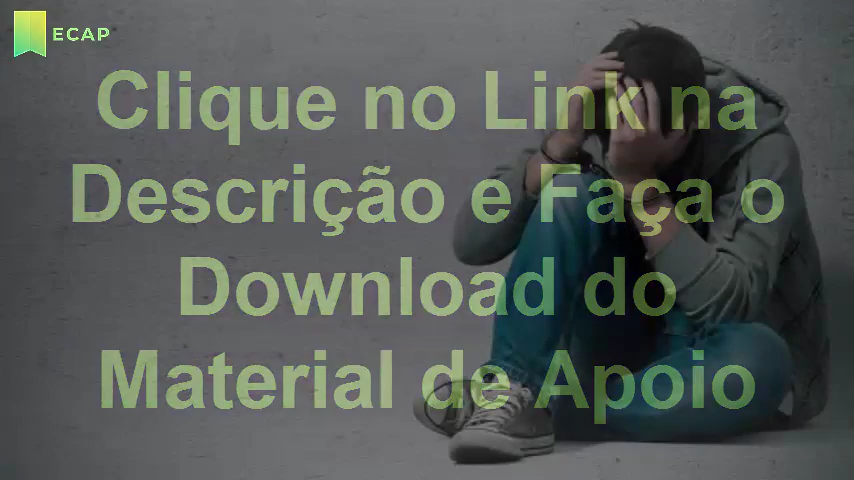 ECAP
Clique no Link na
Descrição e Faça o
Download do
Material de Apoio